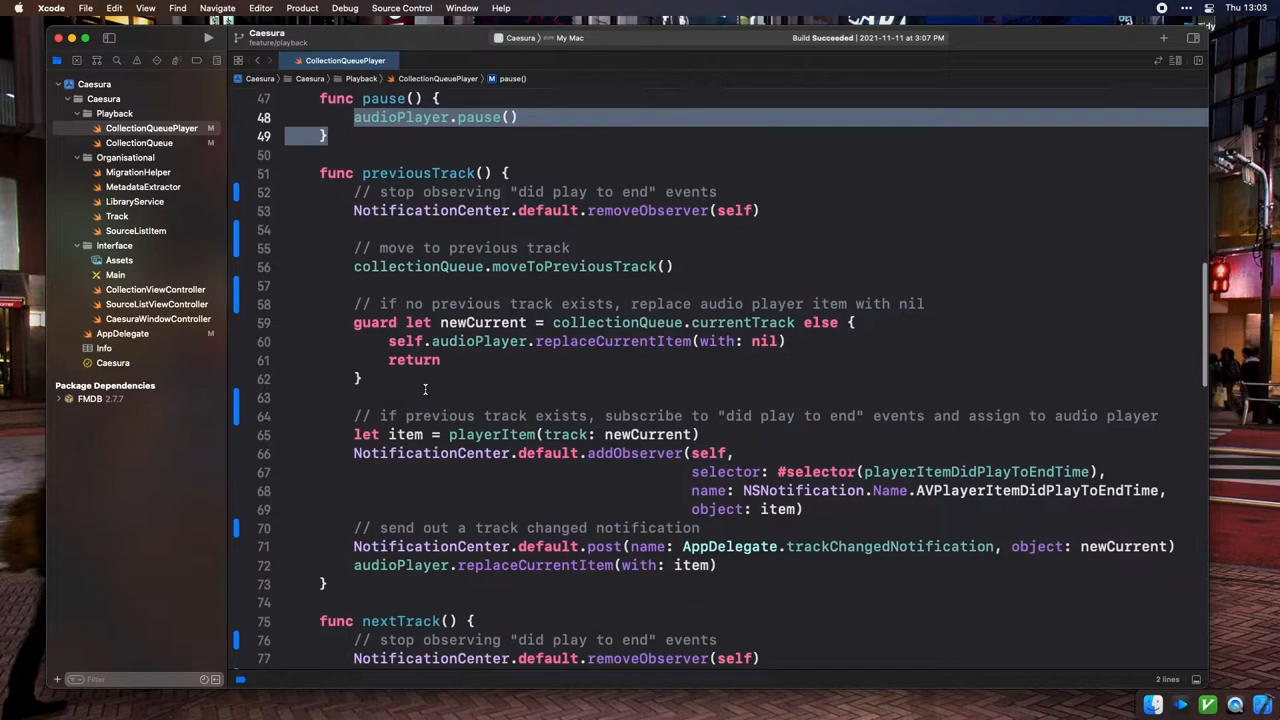 Xcode File Edit View Find Navigate Editor Product Debug Source Control Window Help
Thu 13:03
Caesura
feature/playback
Caesura
My Mac
Build Succeeded | 2021-11-11 at 3:07 PM
CollectionQueuePlayer
Caesura
Caesura
Playback
CollectionQueuePlayer
M pause()
Caesura
Caesura
Playback
CollectionQueuePlayer M
CollectionQueue M
Organisational
MigrationHelper
MetadataExtractor
LibraryService
Track
SourceListItem
Interface
Assets
Main
CollectionViewController
SourceListViewController
CaesuraWindowController
AppDelegate M
Info
Caesura
Package Dependencies
FMDB 2.7.7
Filter
47 func pause() {
48 audioPlayer.pause()
49 }
50
51 func previousTrack() {
52 // stop observing "did play to end" events
53 NotificationCenter.default.removeObserver(self)
54
55 // move to previous track
56 collectionQueue.moveToPreviousTrack()
57
58 // if no previous track exists, replace audio player item with nil
59 guard let newCurrent = collectionQueue.currentTrack else {
60 self.audioPlayer.replaceCurrentItem(with: nil)
61 return
62 }
63
64 // if previous track exists, subscribe to "did play to end" events and assign to audio player
65 let item = playerItem(track: newCurrent)
66 NotificationCenter.default.addObserver(self,
67 selector: #selector(playerItemDidPlayToEndTime),
68 name: NSNotification.Name.AVPlayerItemDidPlayToEndTime,
69 object: item)
70 // send out a track changed notification
71 NotificationCenter.default.post(name: AppDelegate.trackChangedNotification, object: newCurrent)
72 audioPlayer.replaceCurrentItem(with: item)
73 }
74
75 func nextTrack() {
76 // stop observing "did play to end" events
77 NotificationCenter.default.removeObserver(self)
2 lines